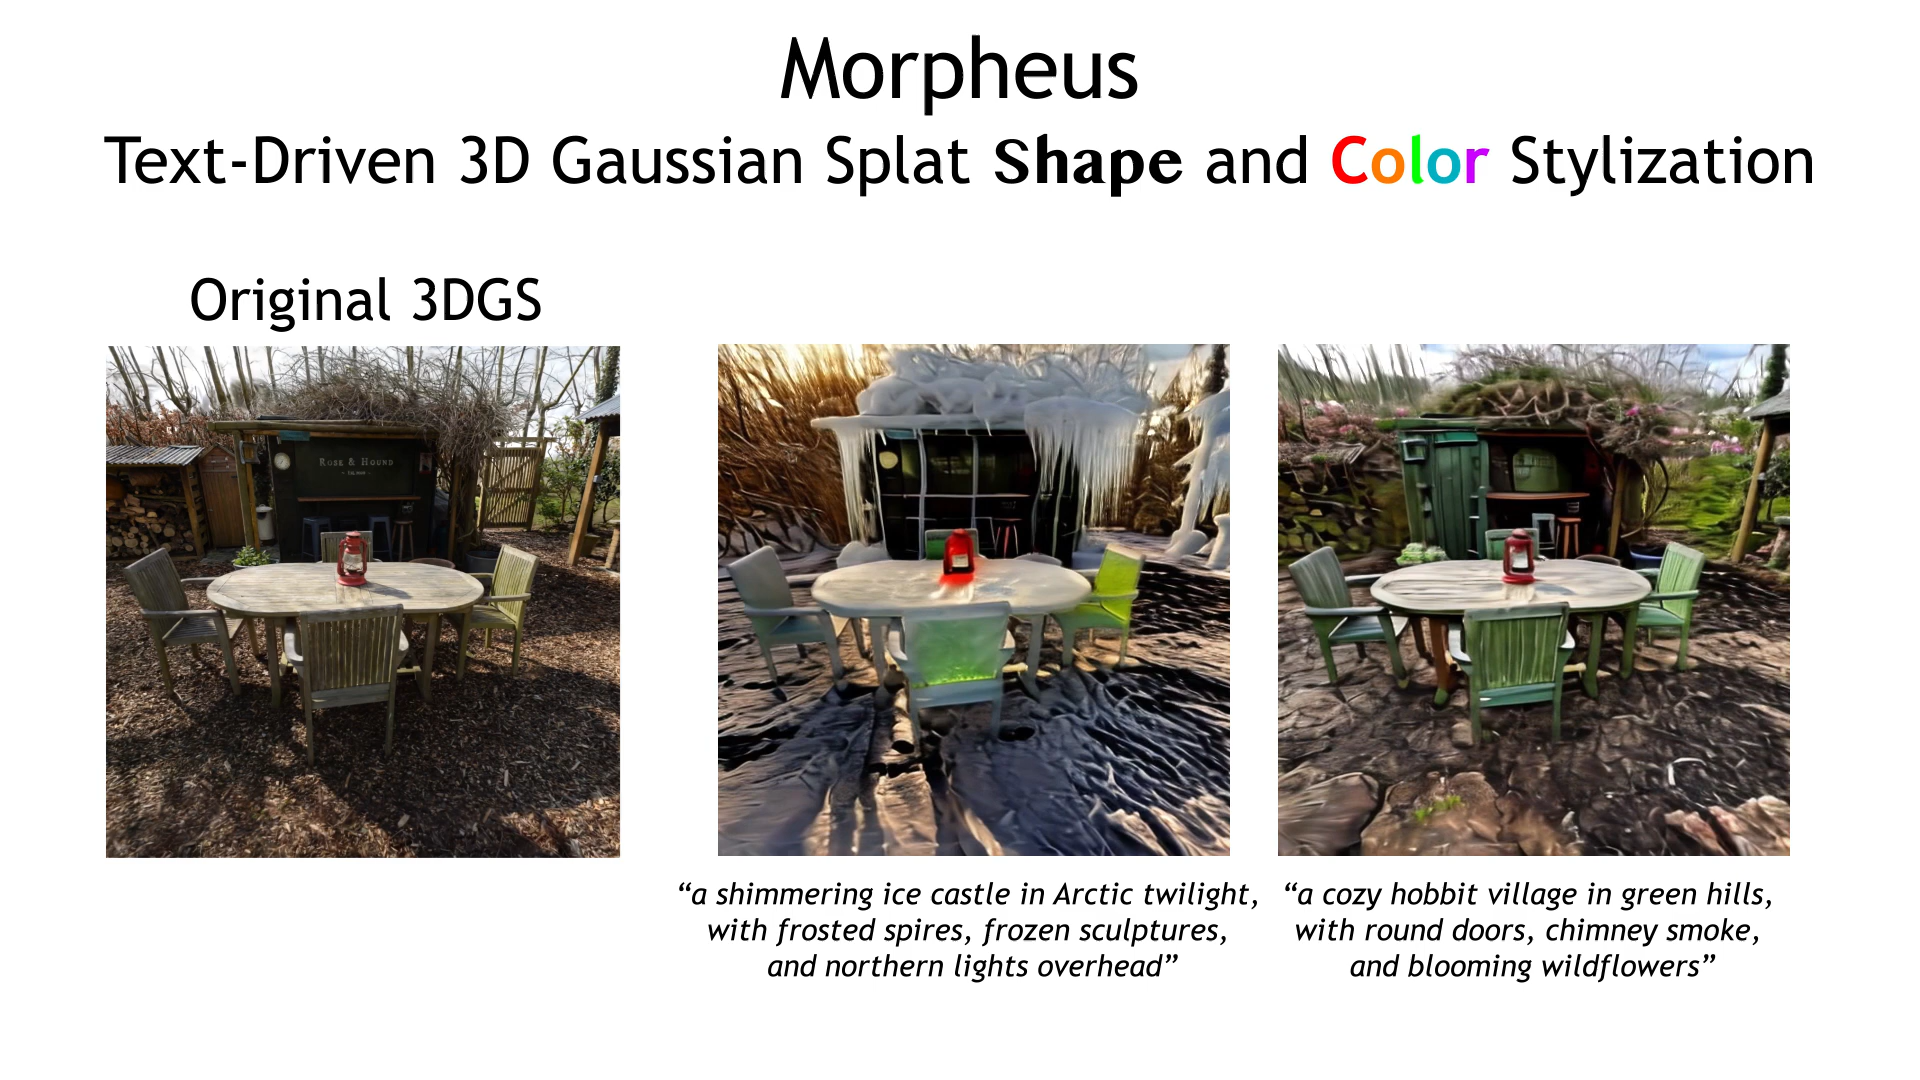 Morpheus
Text-Driven 3D Gaussian Splat Shape and Color Stylization
Original 3DGS
ROSE & HOUND
“a shimmering ice castle in Arctic twilight,
with frosted spires, frozen sculptures,
and northern lights overhead”
“a cozy hobbit village in green hills,
with round doors, chimney smoke,
and blooming wildflowers”